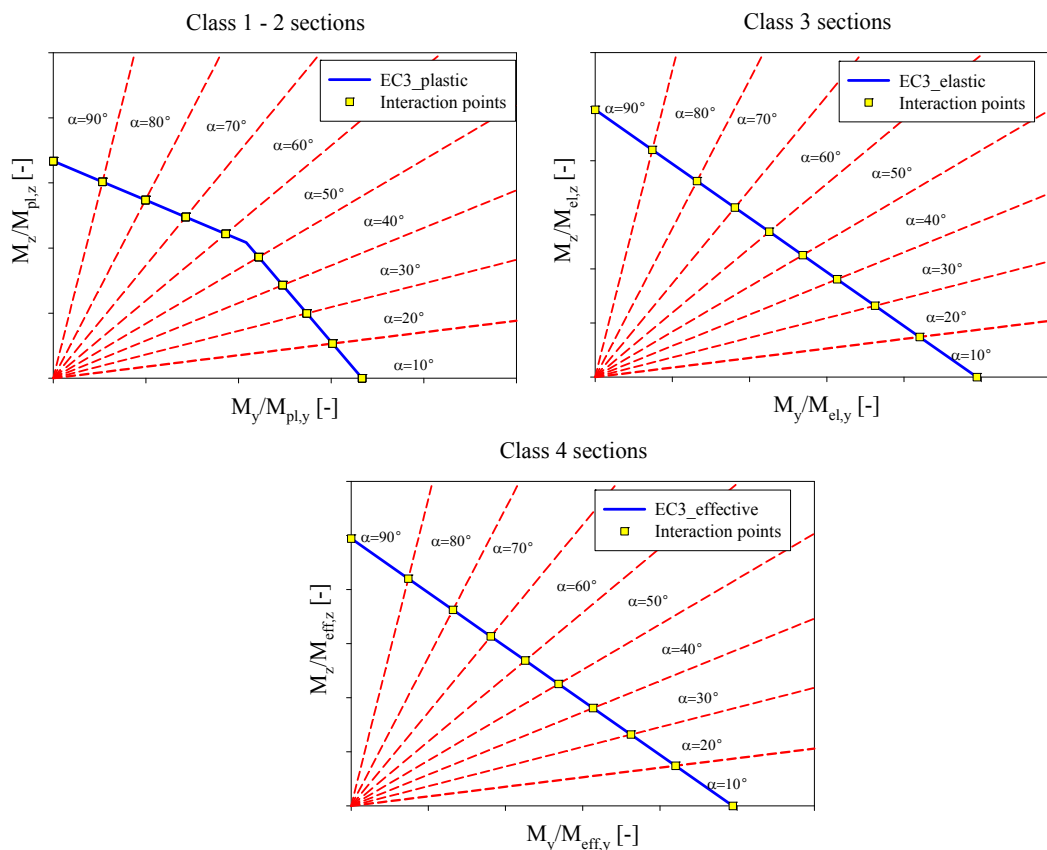 Class 1 - 2 sections
EC3_plastic
Interaction points
α=90°
α=80°
α=70°
α=60°
α=50°
α=40°
α=30°
α=20°
α=10°
M_z/M_pl,z [-]
M_y/M_pl,y [-]
Class 3 sections
EC3_elastic
Interaction points
α=90°
α=80°
α=70°
α=60°
α=50°
α=40°
α=30°
α=20°
α=10°
M_z/M_el,z [-]
M_y/M_el,y [-]
Class 4 sections
EC3_effective
Interaction points
α=90°
α=80°
α=70°
α=60°
α=50°
α=40°
α=30°
α=20°
α=10°
M_z/M_eff,z [-]
M_y/M_eff,y [-]